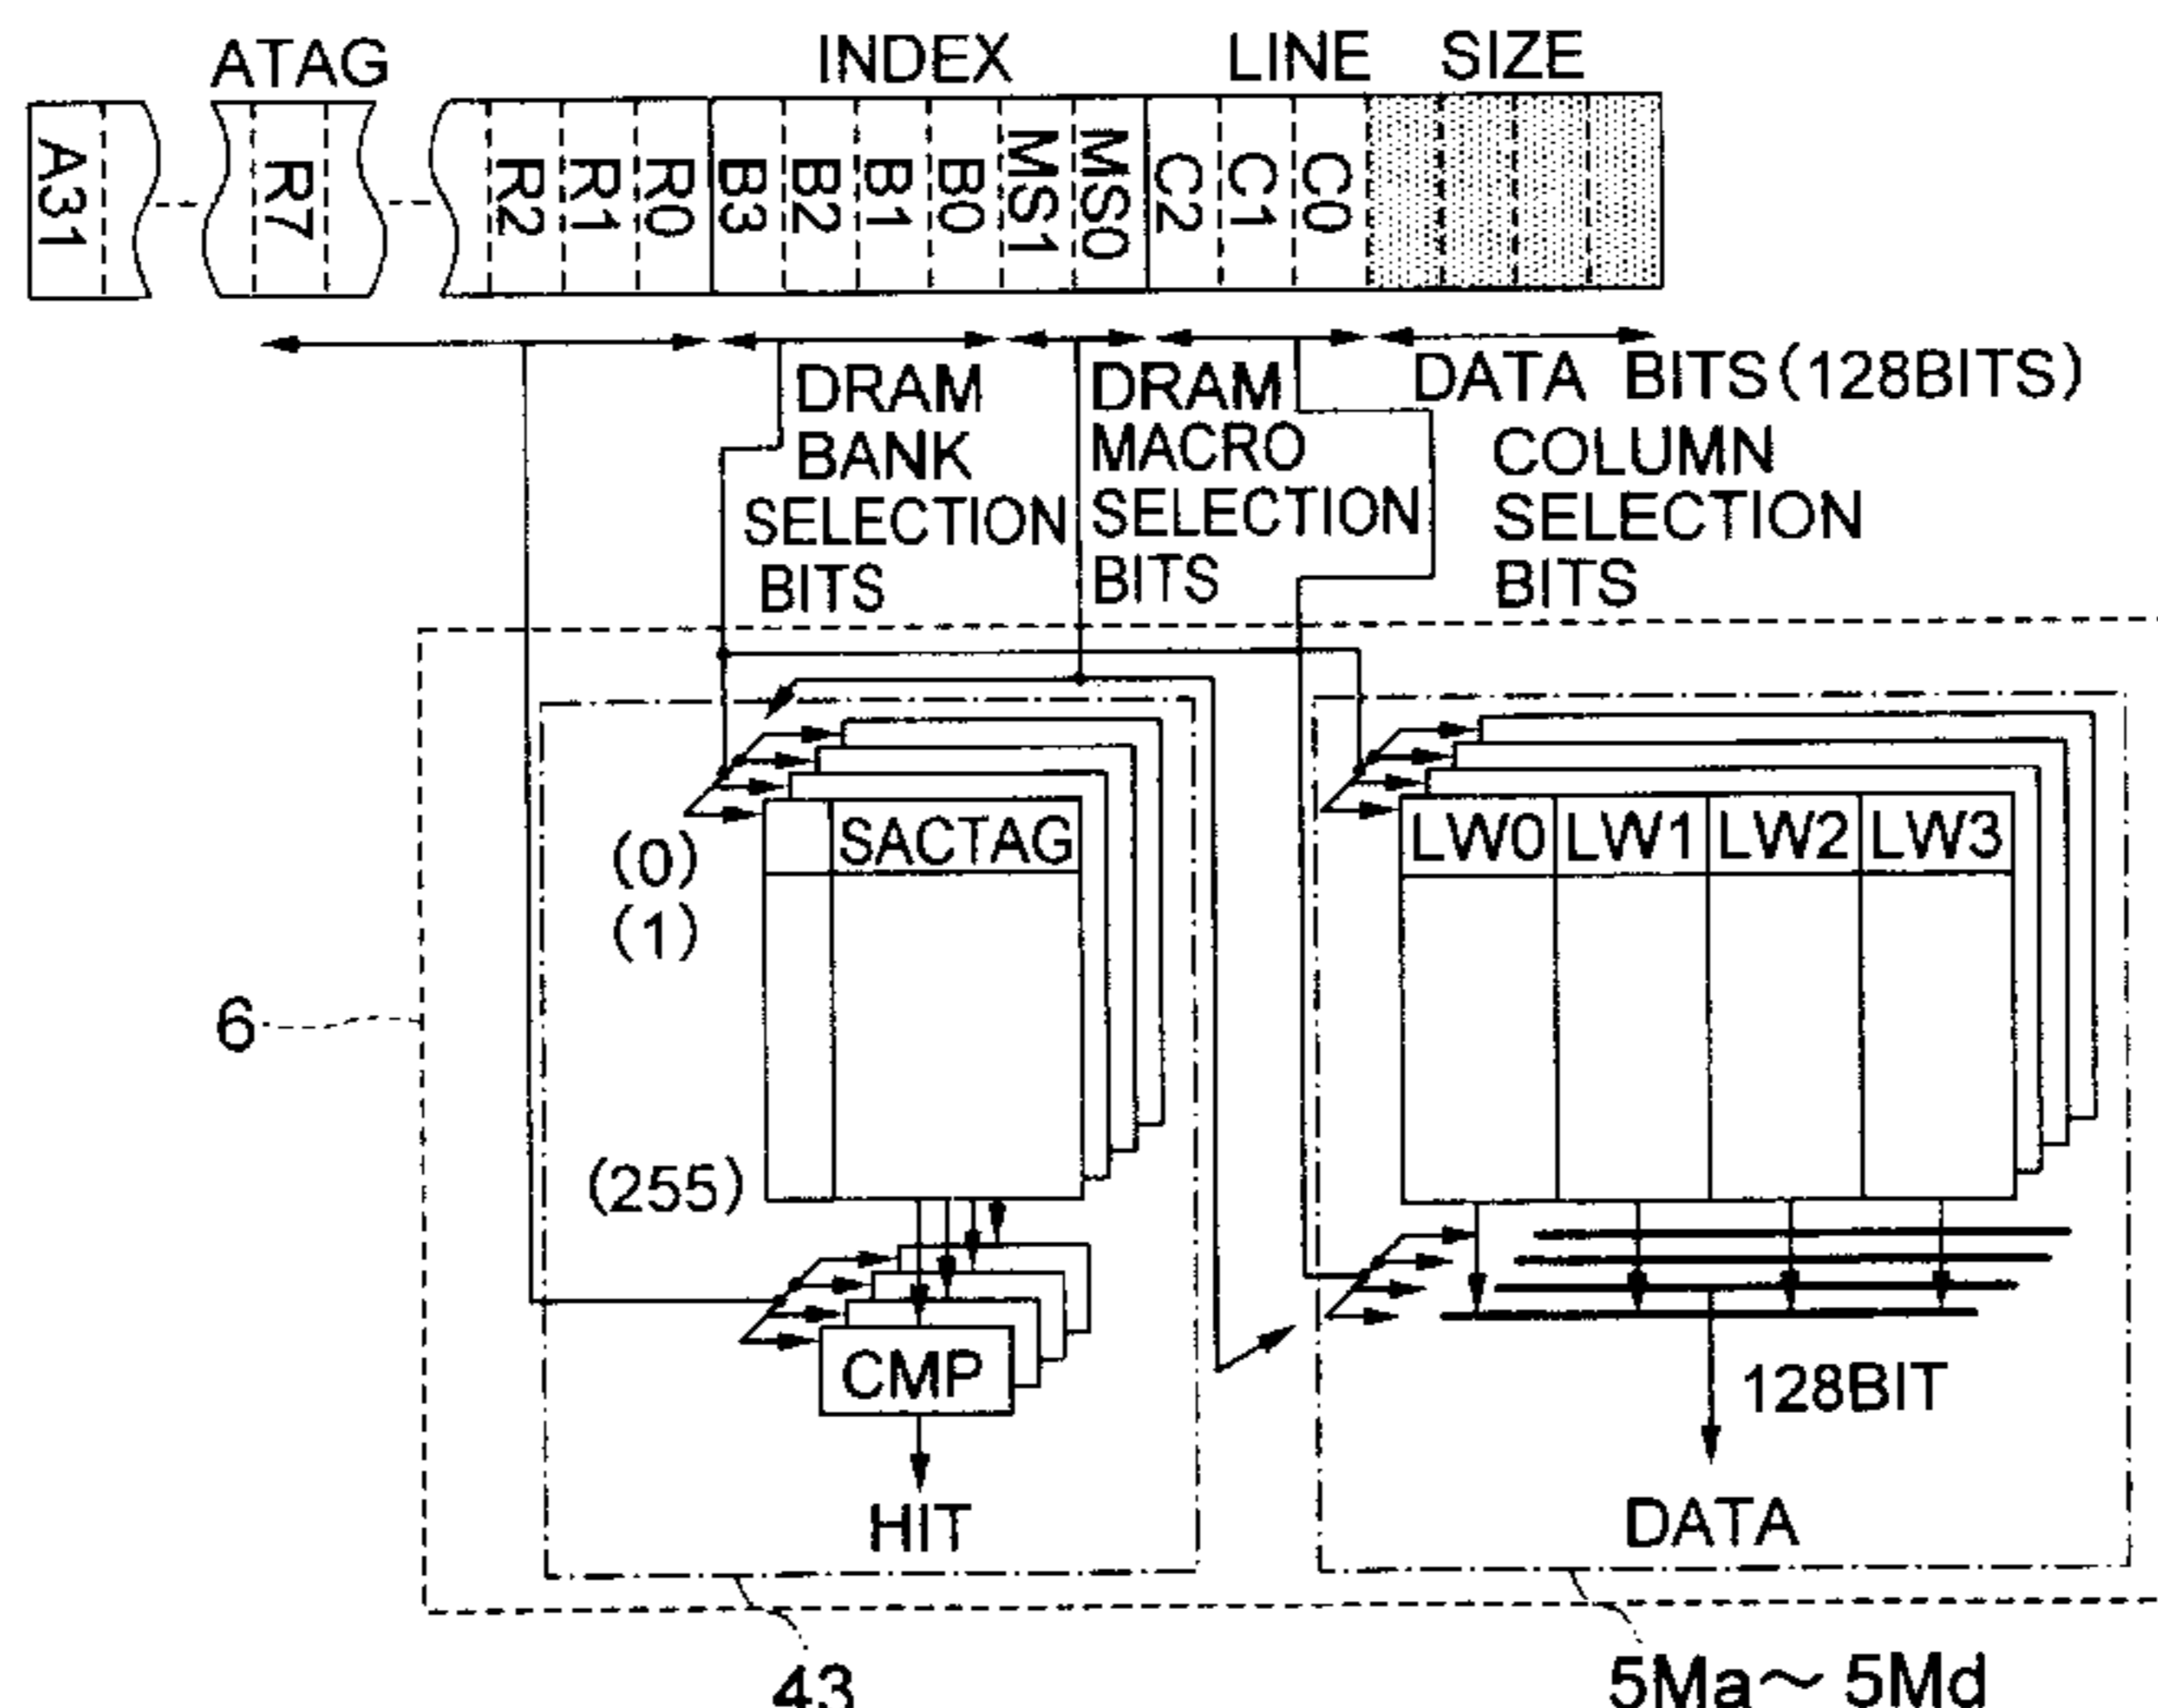 ATAG INDEX LINE SIZE
A31 R7 R2 R1 R0 B3 B2 B1 B0 MS1 MS0 C2 C1 C0
DRAM
BANK
SELECTION
BITS
DRAM
MACRO
SELECTION
BITS
DATA BITS(128BITS)
COLUMN
SELECTION
BITS
SACTAG
(0)
(1)
(255)
LW0 LW1 LW2 LW3
6
CMP
HIT
128BIT
DATA
43
5Ma~5Md